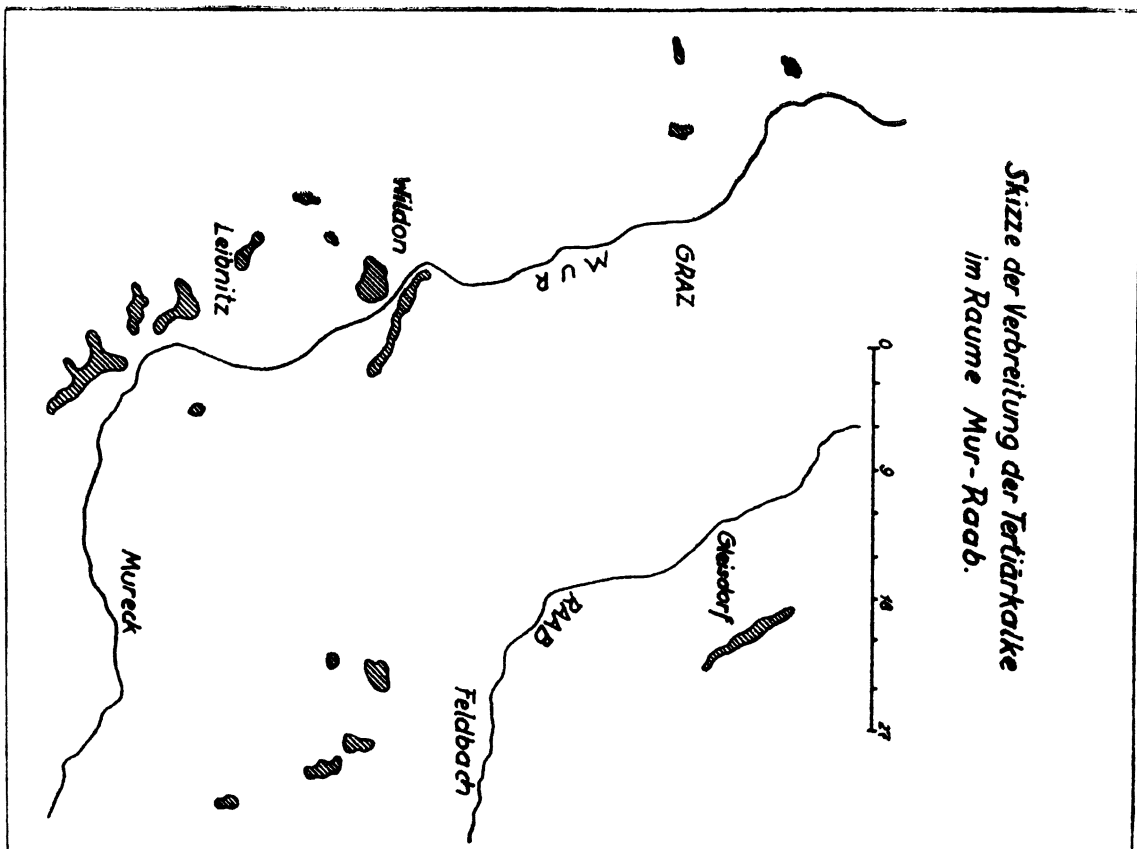 Skizze der Verbreitung der Tertiärkalke
im Raume Mur-Raab.
0
9
18
27
GRAZ
MUR
Wildon
Leibnitz
Mureck
Gleisdorf
RAAB
Feldbach